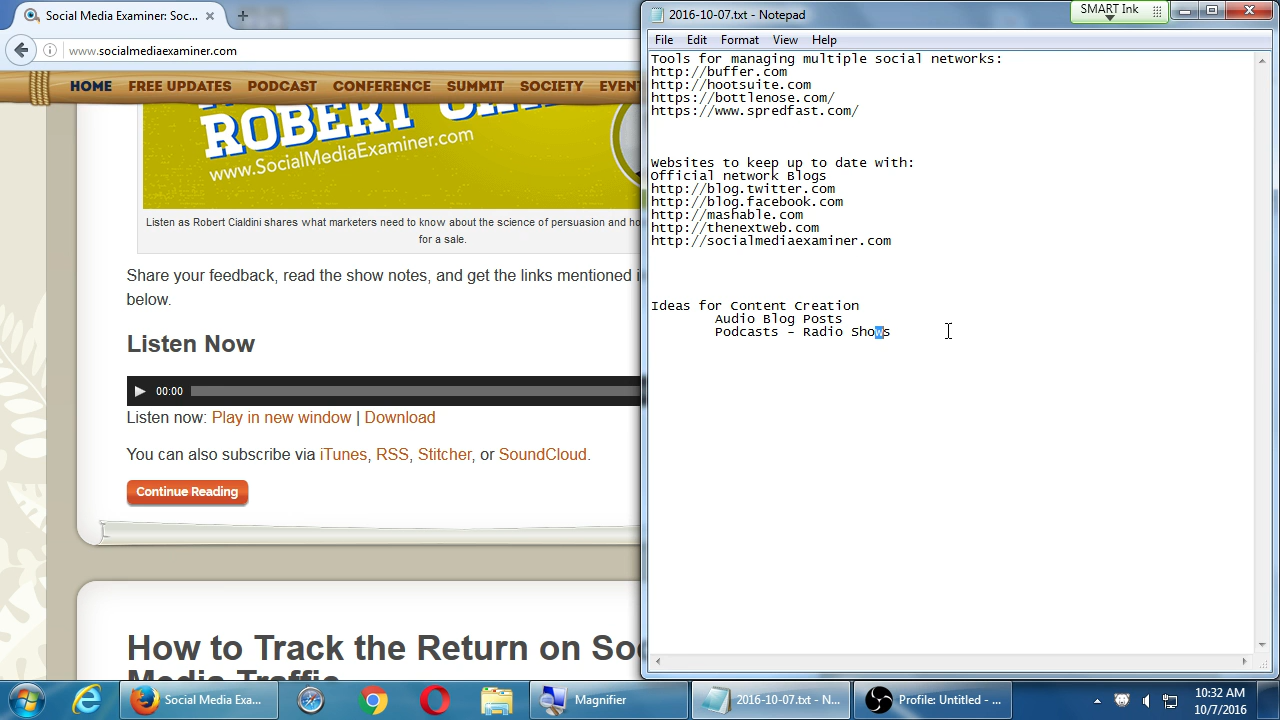 Social Media Examiner: Soc...
www.socialmediaexaminer.com
HOME FREE UPDATES PODCAST CONFERENCE SUMMIT SOCIETY
ROBERT
www.SocialMediaExaminer.com
Listen as Robert Cialdini shares what marketers need to know about the science of persuasion and
for a sale.
Share your feedback, read the show notes, and get the links mentioned
below.
Listen Now
00:00
Listen now: Play in new window | Download
You can also subscribe via iTunes, RSS, Stitcher, or SoundCloud.
Continue Reading
How to Track the Return on
Media Traffic
2016-10-07.txt - Notepad
SMART Ink
File Edit Format View Help
Tools for managing multiple social networks:
http://buffer.com
http://hootsuite.com
https://bottlenose.com/
https://www.spredfast.com/
Websites to keep up to date with:
Official network Blogs
http://blog.twitter.com
http://blog.facebook.com
http://mashable.com
http://thenextweb.com
http://socialmediaexaminer.com
Ideas for Content Creation
Audio Blog Posts
Podcasts - Radio Shows
Social Media Exa...
Magnifier
2016-10-07.txt - N...
Profile: Untitled - ...
10:32 AM
10/7/2016